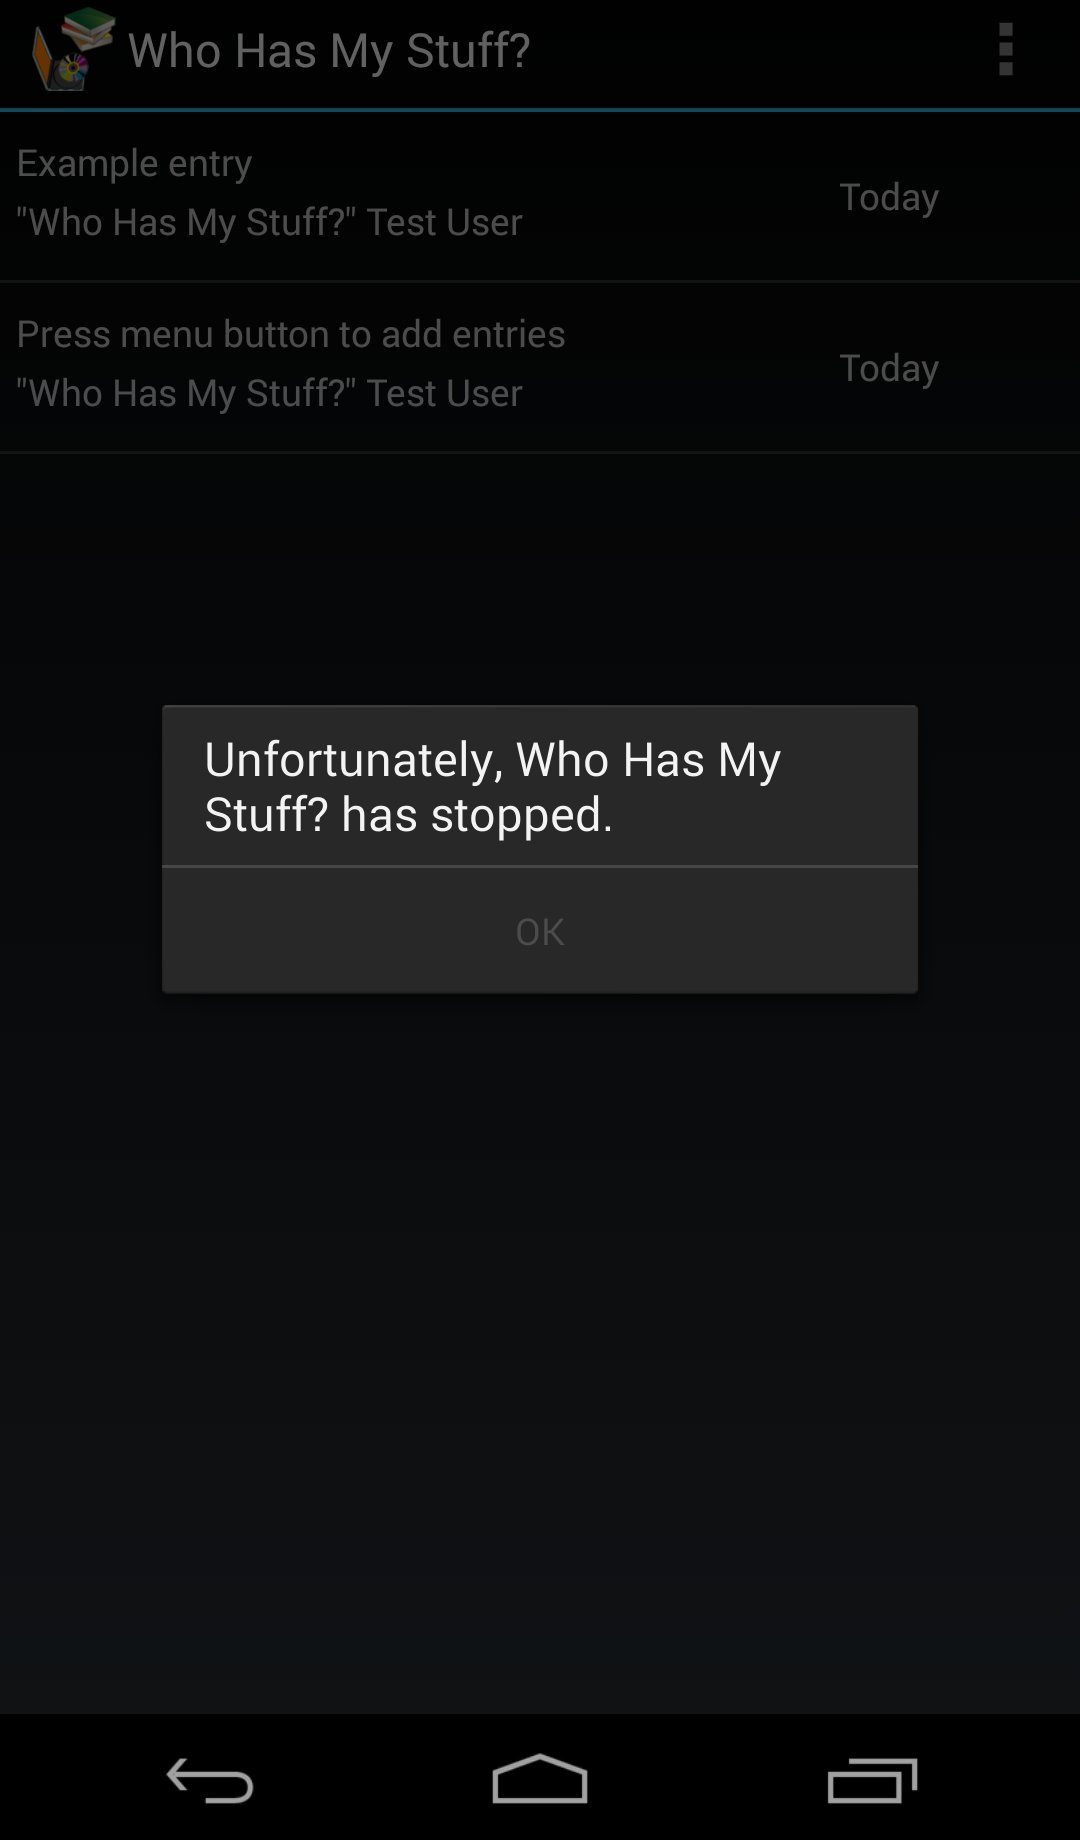 Who Has My Stuff?
Example entry
"Who Has My Stuff?" Test User
Today
Press menu button to add entries
"Who Has My Stuff?" Test User
Today
Unfortunately, Who Has My
Stuff? has stopped.
OK